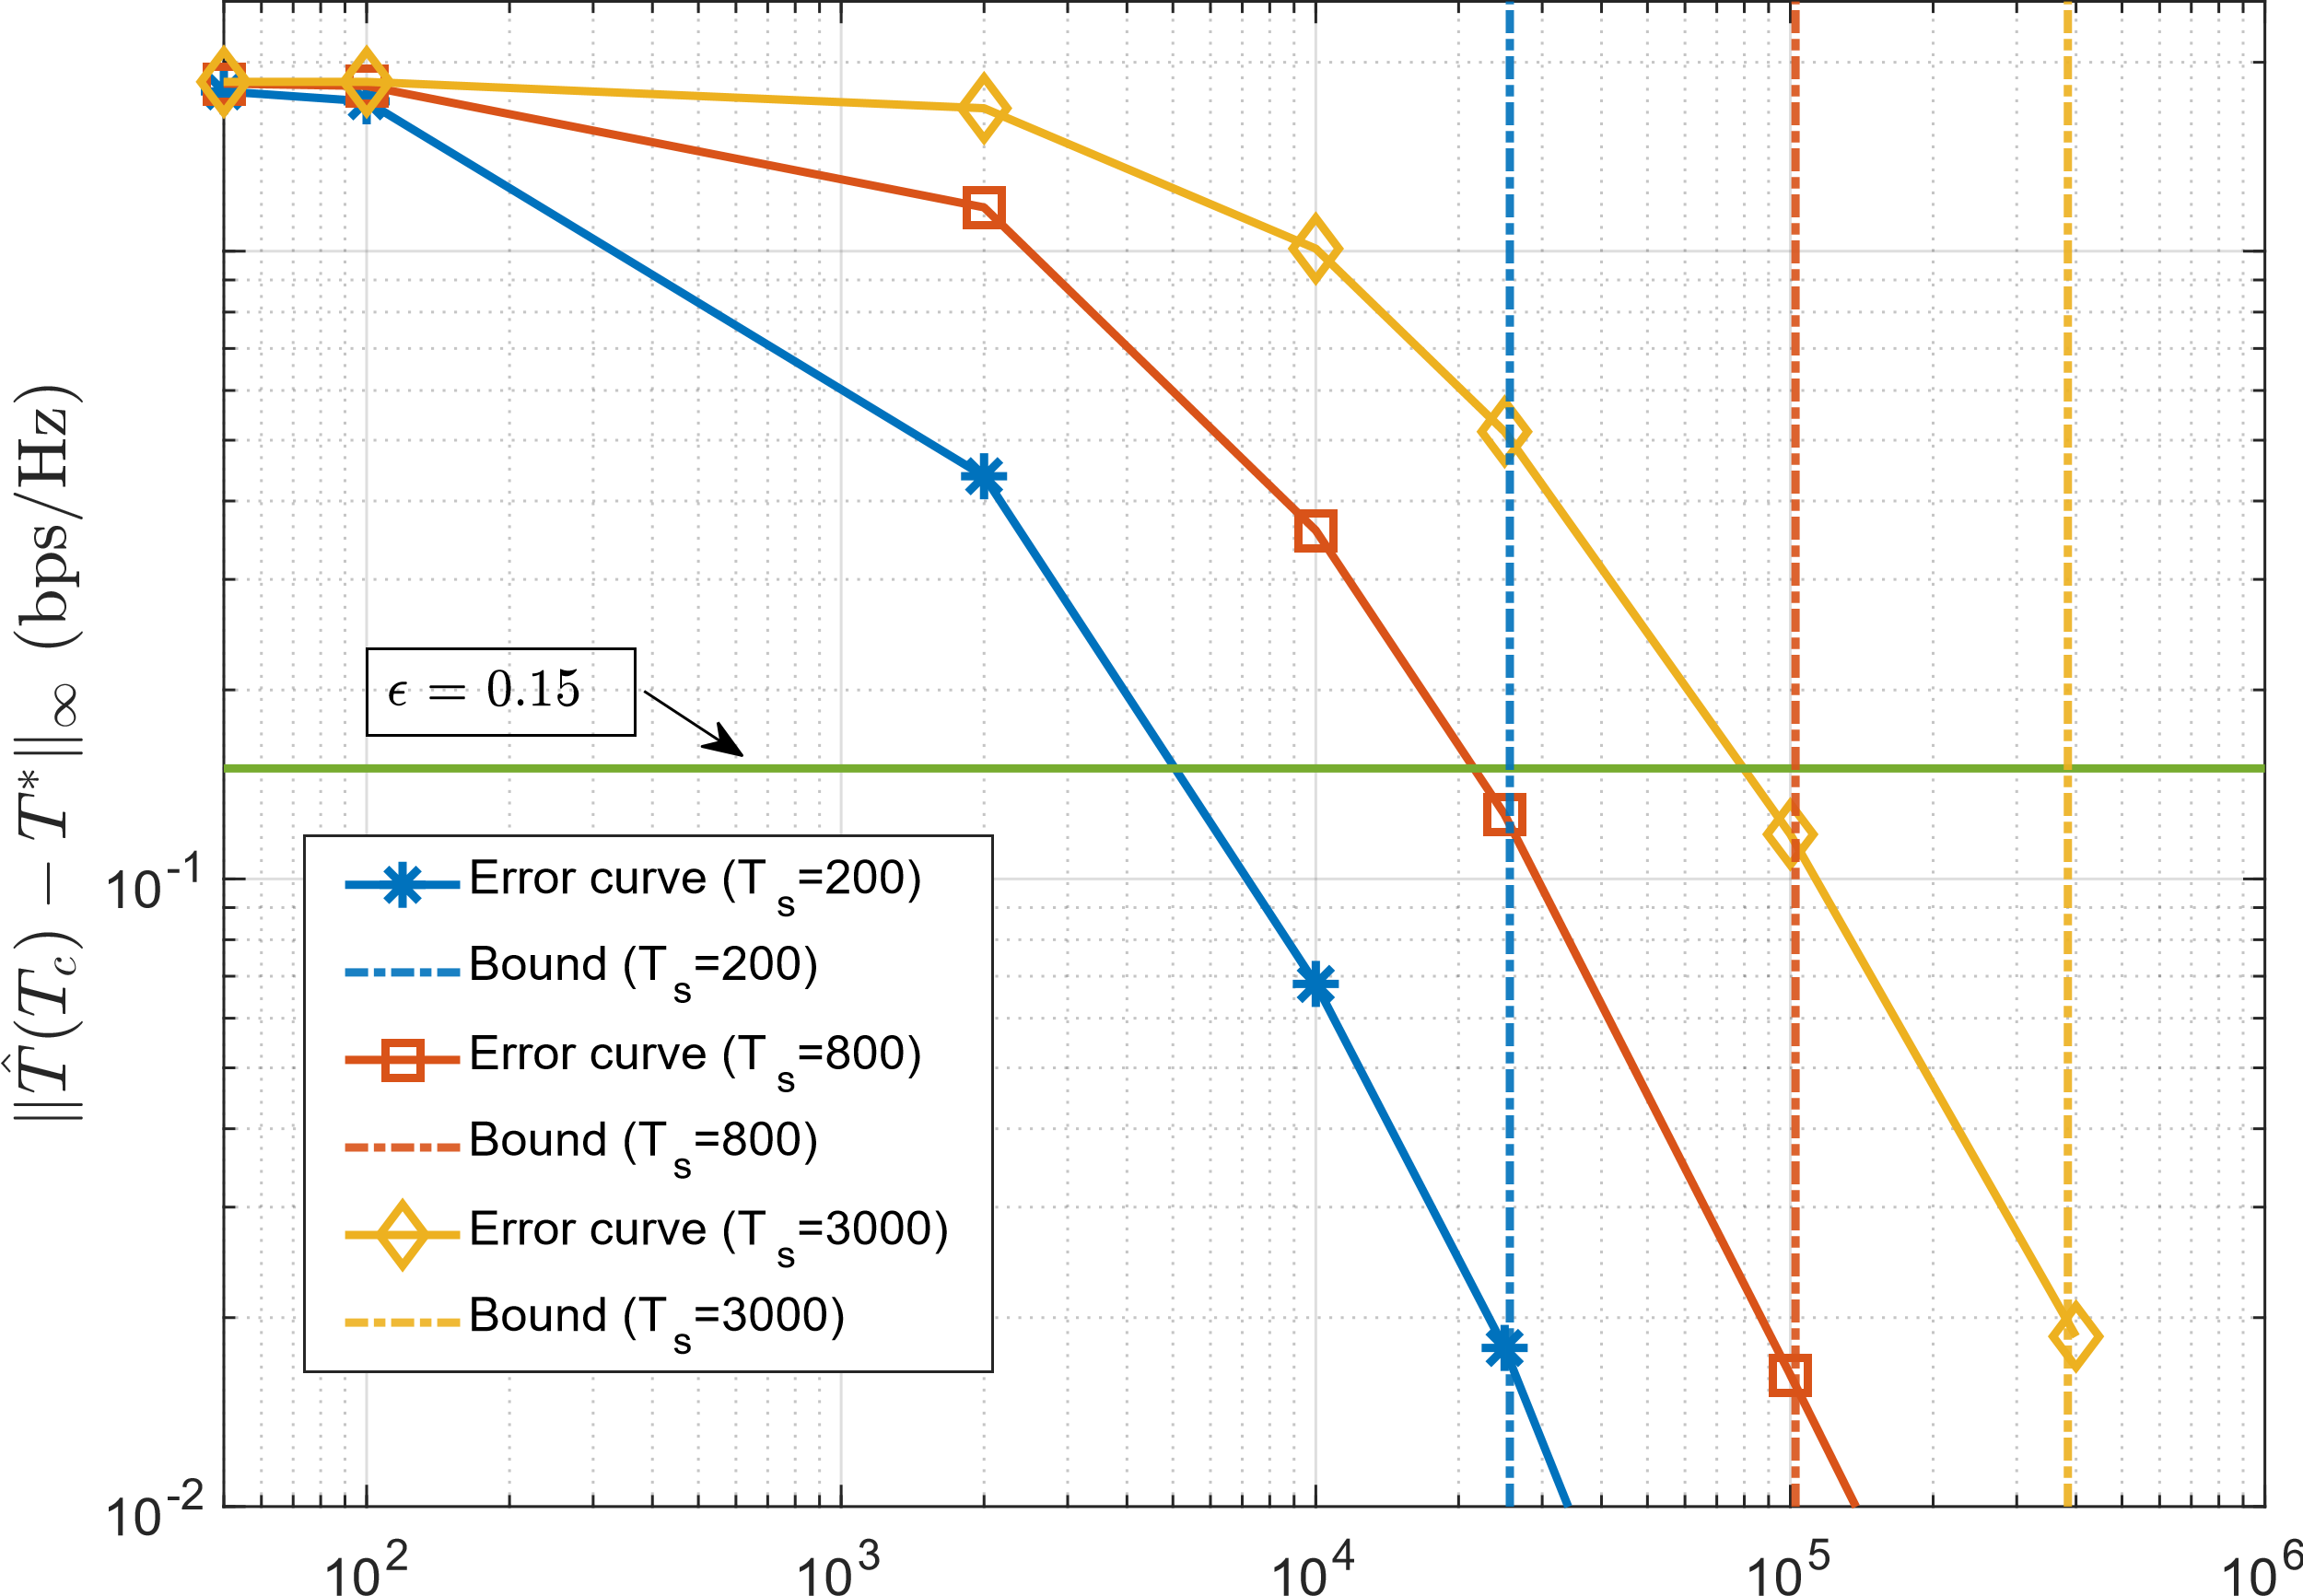 ‖T̂(T_c) − T*‖_∞ (bps/Hz)
ϵ = 0.15
10^-1
Error curve (T_s=200)
Bound (T_s=200)
Error curve (T_s=800)
Bound (T_s=800)
Error curve (T_s=3000)
Bound (T_s=3000)
10^-2
10^2 10^3 10^4 10^5 10^6